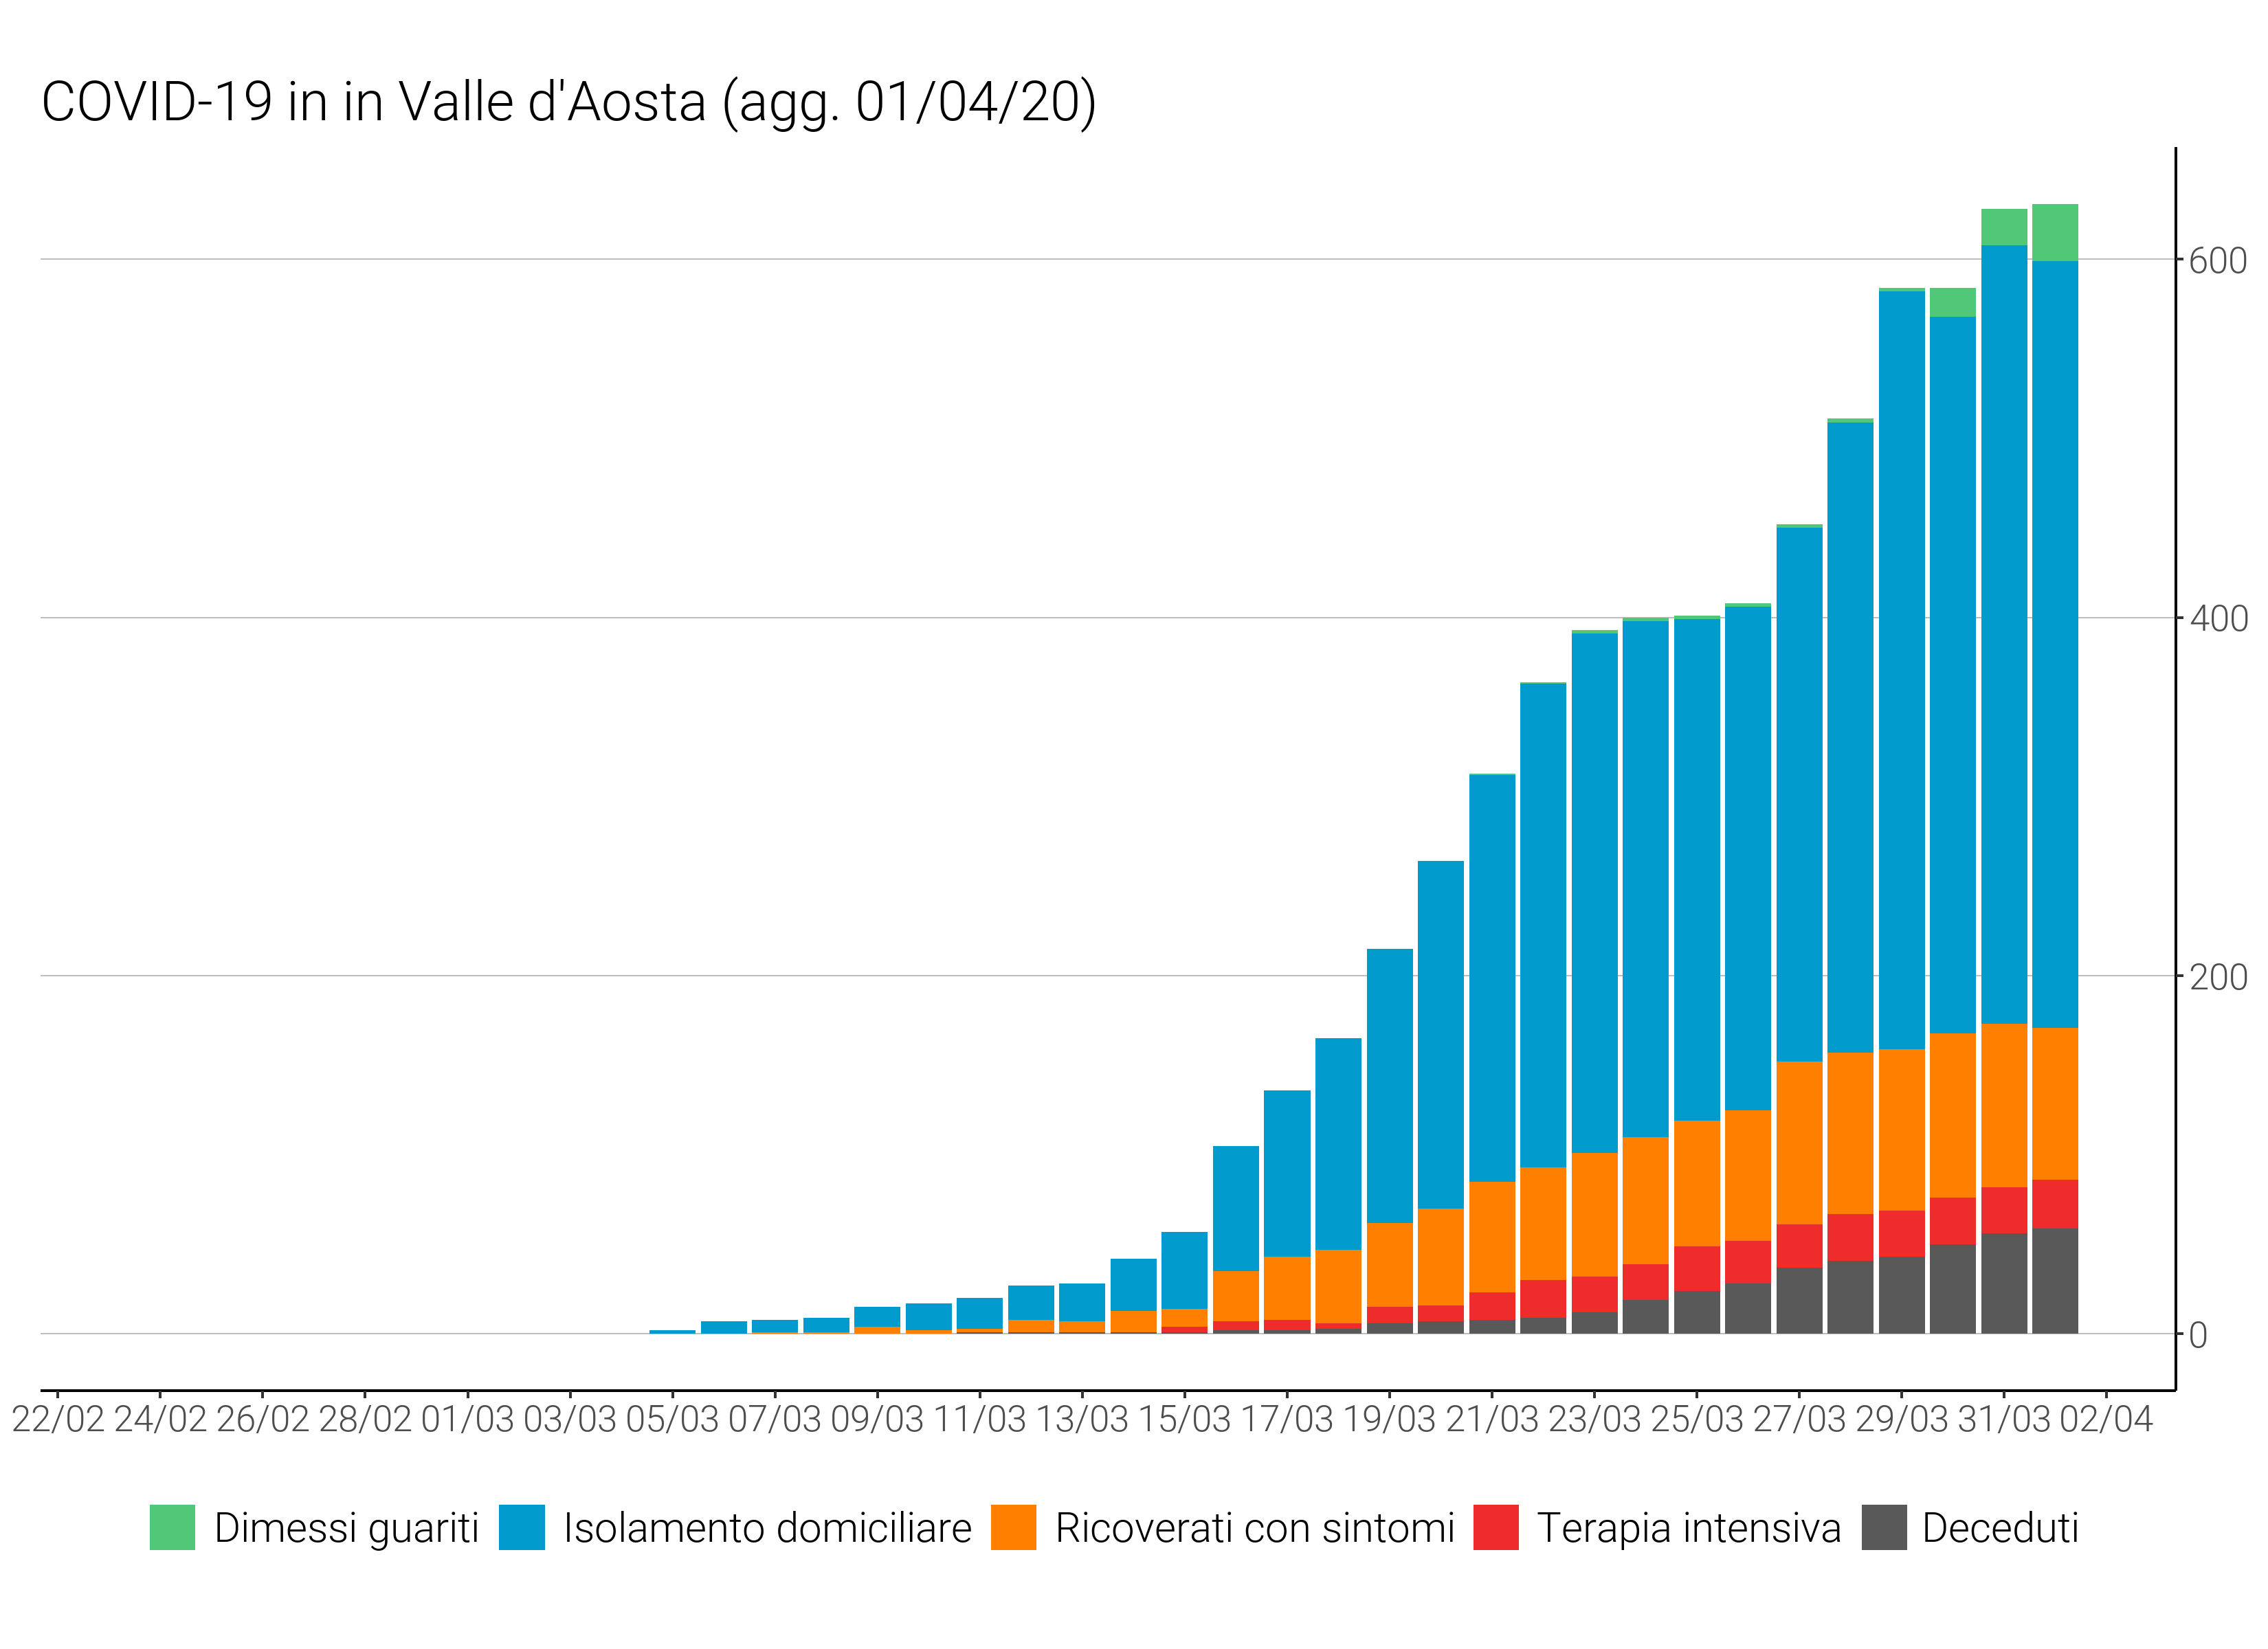 COVID-19 in in Valle d'Aosta (agg. 01/04/20)
600
400
200
0
22/02 24/02 26/02 28/02 01/03 03/03 05/03 07/03 09/03 11/03 13/03 15/03 17/03 19/03 21/03 23/03 25/03 27/03 29/03 31/03 02/04
Dimessi guariti Isolamento domiciliare Ricoverati con sintomi Terapia intensiva Deceduti